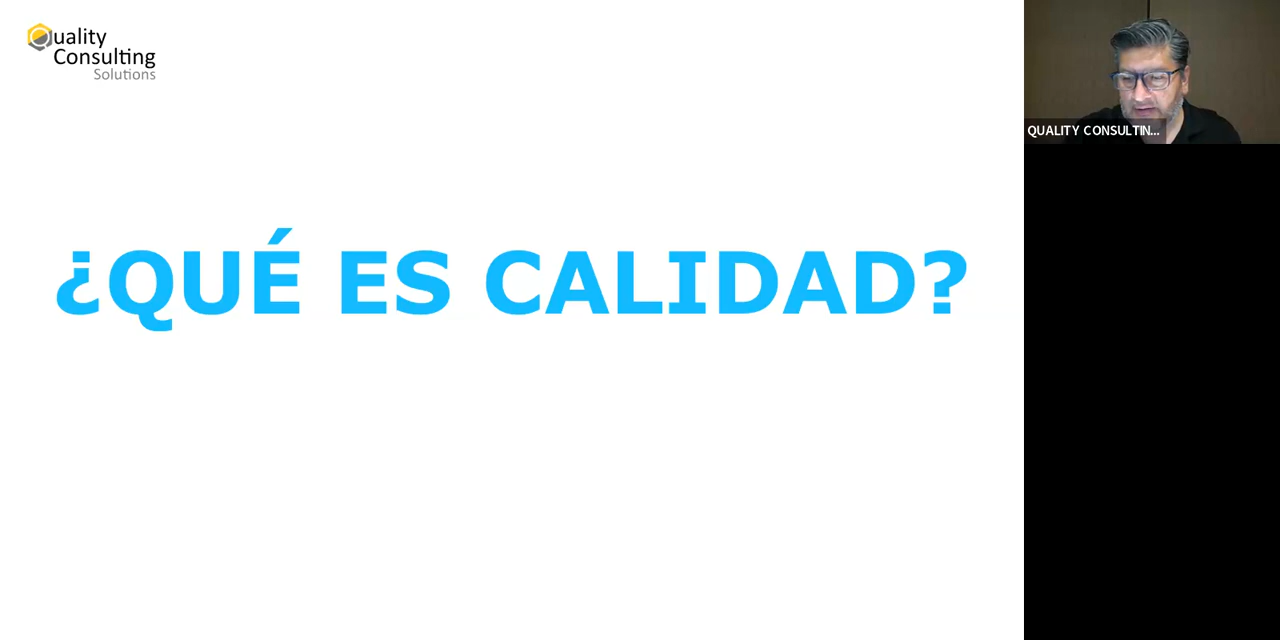 Quality
Consulting
Solutions
¿QUÉ ES CALIDAD?
QUALITY CONSULTIN...